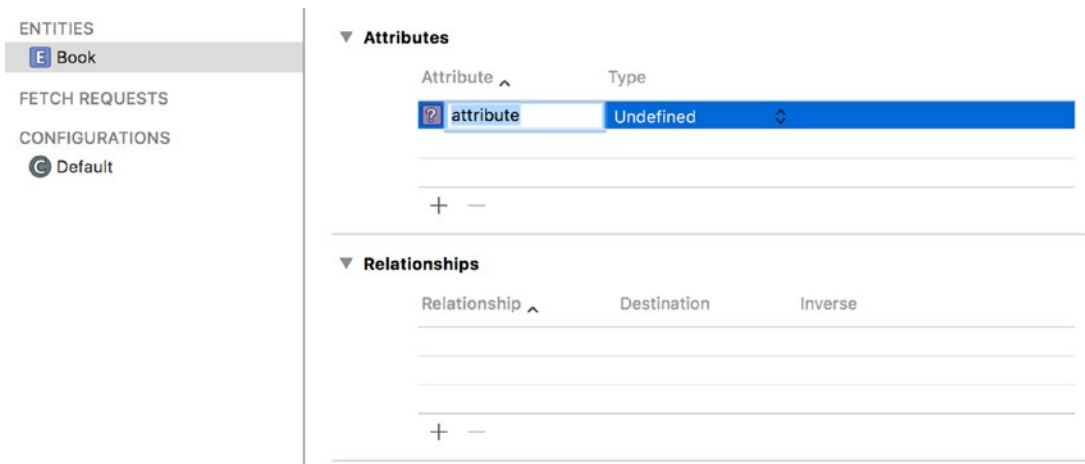 ENTITIES
E Book
FETCH REQUESTS
CONFIGURATIONS
C Default
Attributes
Attribute Type
? attribute Undefined
+ −
Relationships
Relationship Destination Inverse
+ −